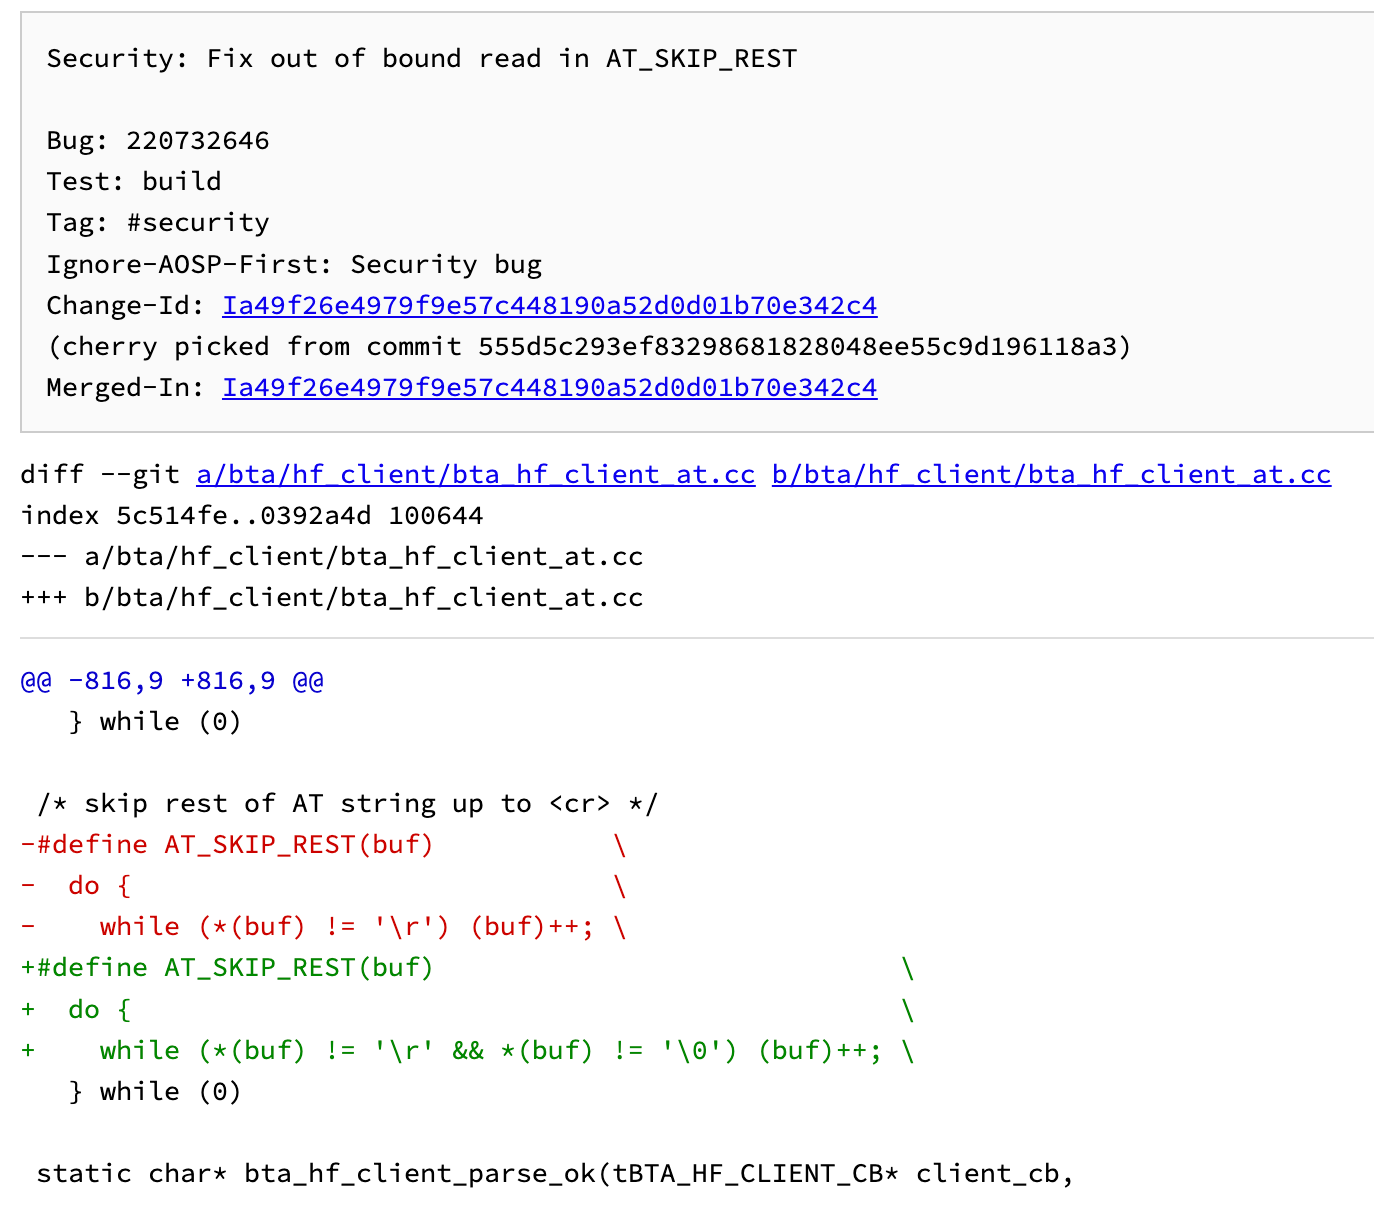 Security: Fix out of bound read in AT_SKIP_REST
Bug: 220732646
Test: build
Tag: #security
Ignore-AOSP-First: Security bug
Change-Id: Ia49f26e4979f9e57c448190a52d0d01b70e342c4
(cherry picked from commit 555d5c293ef83298681828048ee55c9d196118a3)
Merged-In: Ia49f26e4979f9e57c448190a52d0d01b70e342c4
diff --git a/bta/hf_client/bta_hf_client_at.cc b/bta/hf_client/bta_hf_client_at.cc
index 5c514fe..0392a4d 100644
--- a/bta/hf_client/bta_hf_client_at.cc
+++ b/bta/hf_client/bta_hf_client_at.cc
@@ -816,9 +816,9 @@
   } while (0)
 /* skip rest of AT string up to <cr> */
-#define AT_SKIP_REST(buf)           \
-  do {                              \
-    while (*(buf) != '\r') (buf)++; \
+#define AT_SKIP_REST(buf)                             \
+  do {                                                \
+    while (*(buf) != '\r' && *(buf) != '\0') (buf)++; \
   } while (0)
 static char* bta_hf_client_parse_ok(tBTA_HF_CLIENT_CB* client_cb,